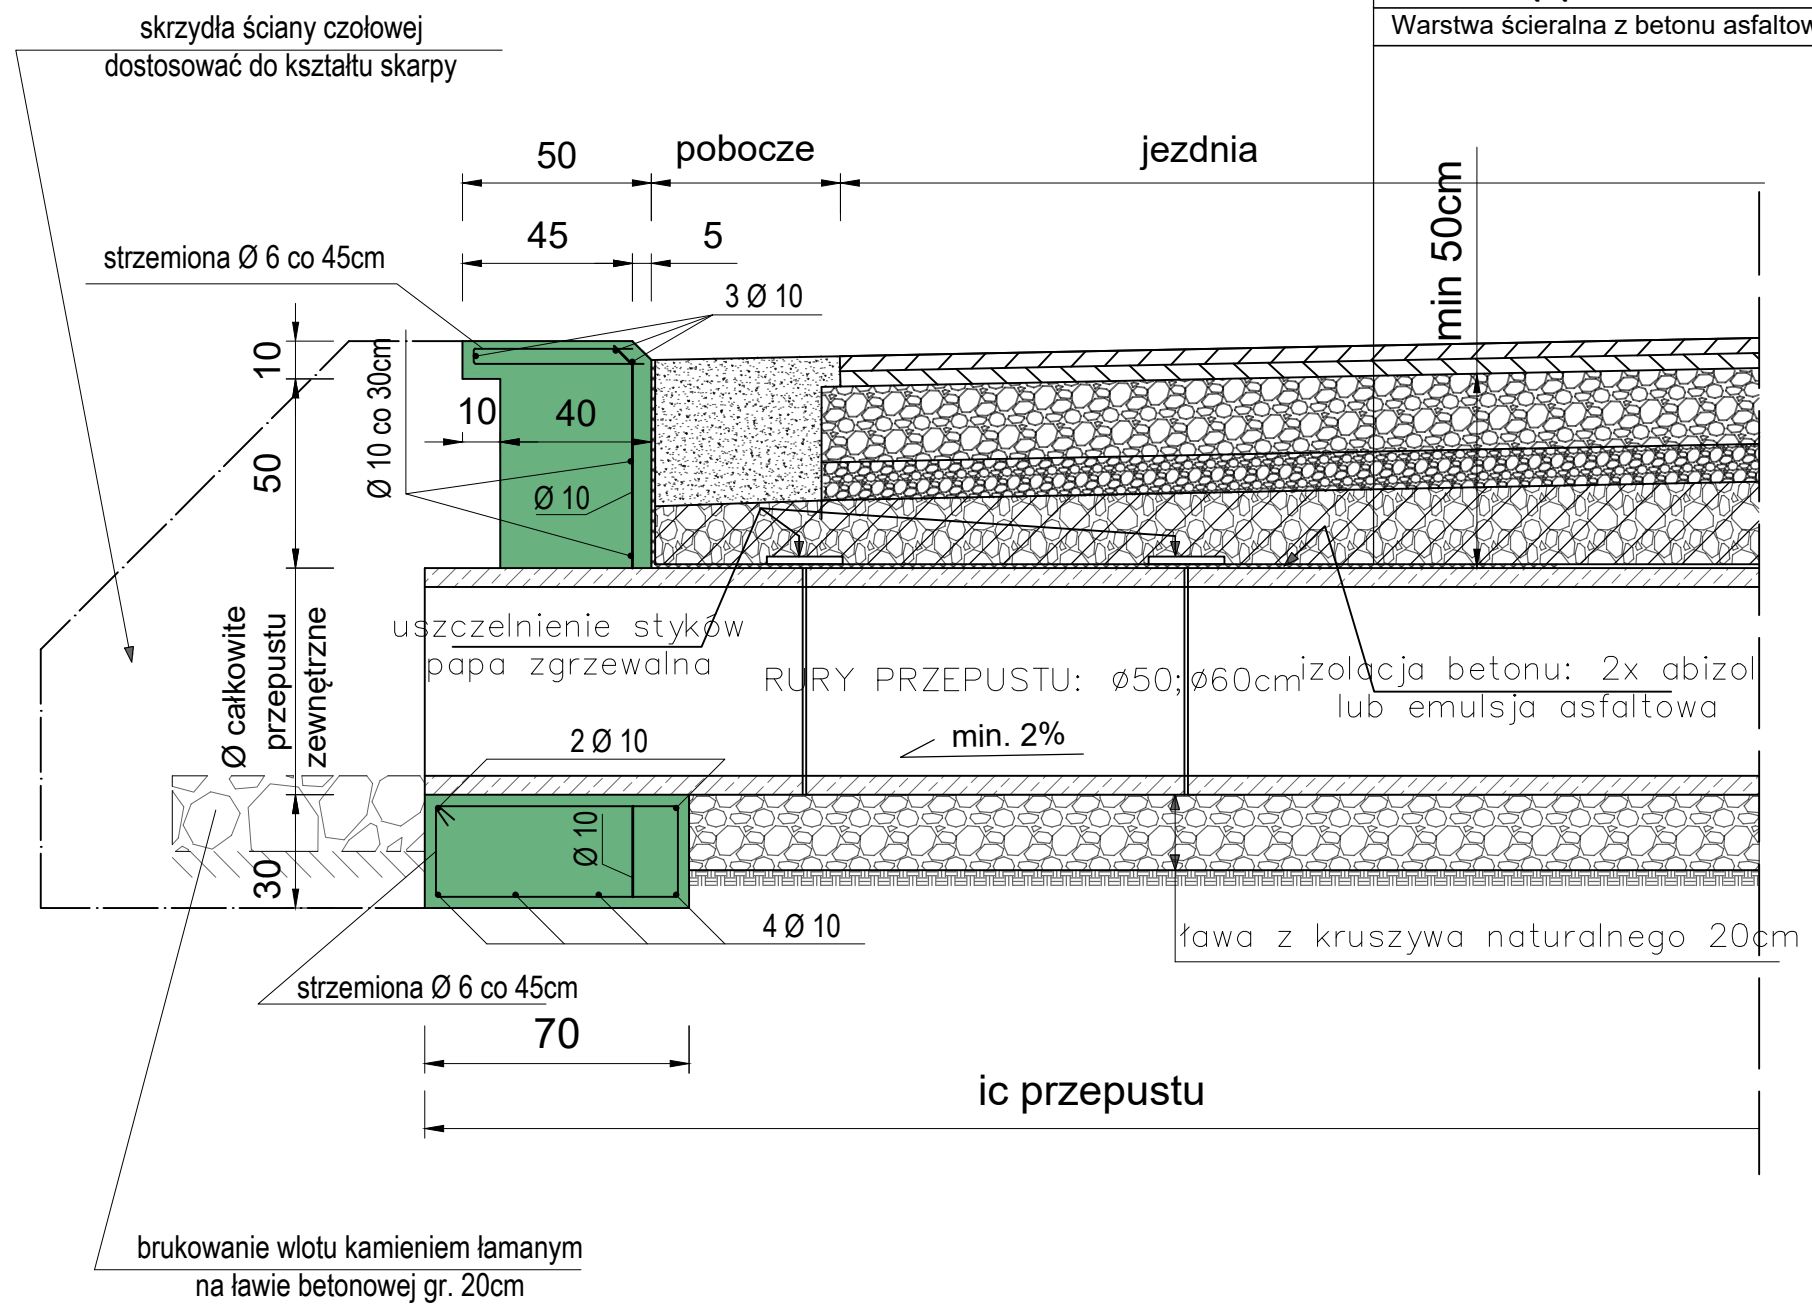 Warstwa ścieralna z betonu asfaltow
skrzydła ściany czołowej
dostosować do kształtu skarpy
50
pobocze
jezdnia
min 50cm
45
5
strzemiona Ø 6 co 45cm
3 Ø 10
10
50
Ø 10 co 30cm
10
40
Ø 10
Ø całkowite
przepustu
zewnętrzne
uszczelnienie styków
papa zgrzewalna
RURY PRZEPUSTU: ø50;ø60cm
izolacja betonu: 2x abizol
lub emulsja asfaltowa
min. 2%
2 Ø 10
Ø 10
30
4 Ø 10
ława z kruszywa naturalnego 20cm
strzemiona Ø 6 co 45cm
70
ic przepustu
brukowanie wlotu kamieniem łamanym
na ławie betonowej gr. 20cm